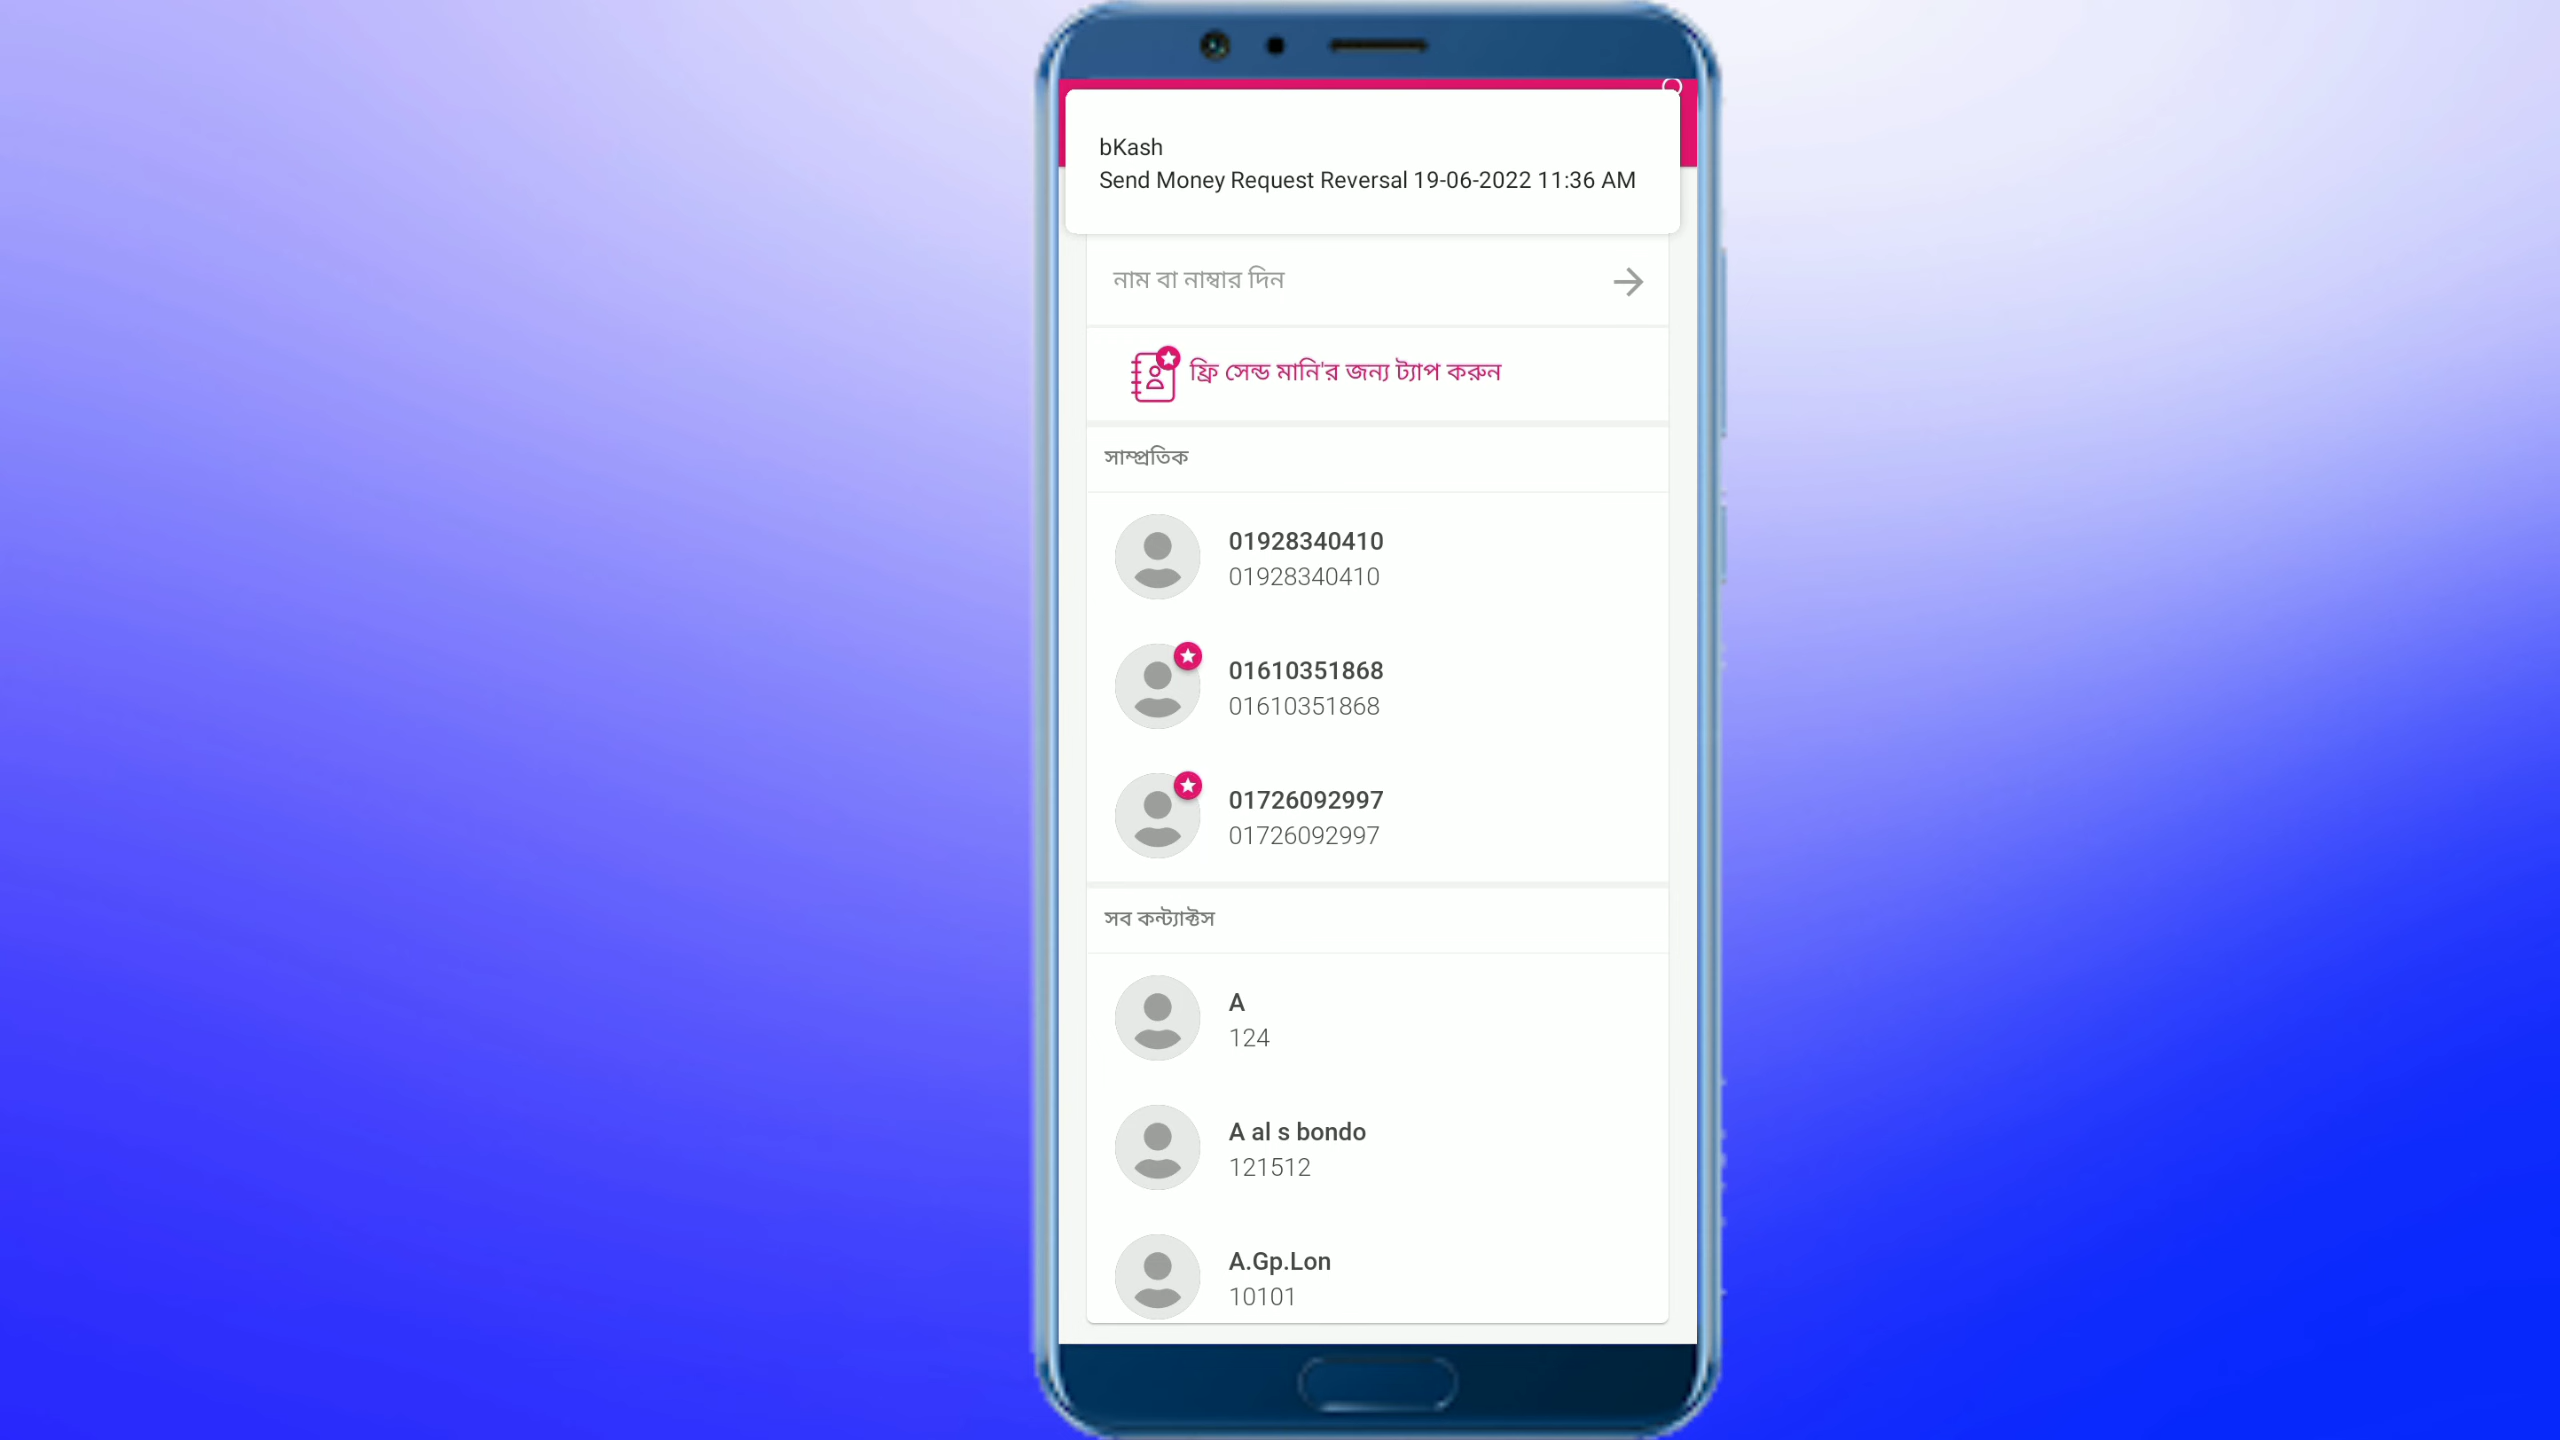 bKash
Send Money Request Reversal 19-06-2022 11:36 AM
নাম বা নাম্বার দিন
ফ্রি সেন্ড মানি'র জন্য ট্যাপ করুন
সাম্প্রতিক
01928340410
01928340410
01610351868
01610351868
01726092997
01726092997
সব কন্ট্যাক্টস
A
124
A al s bondo
121512
A.Gp.Lon
10101